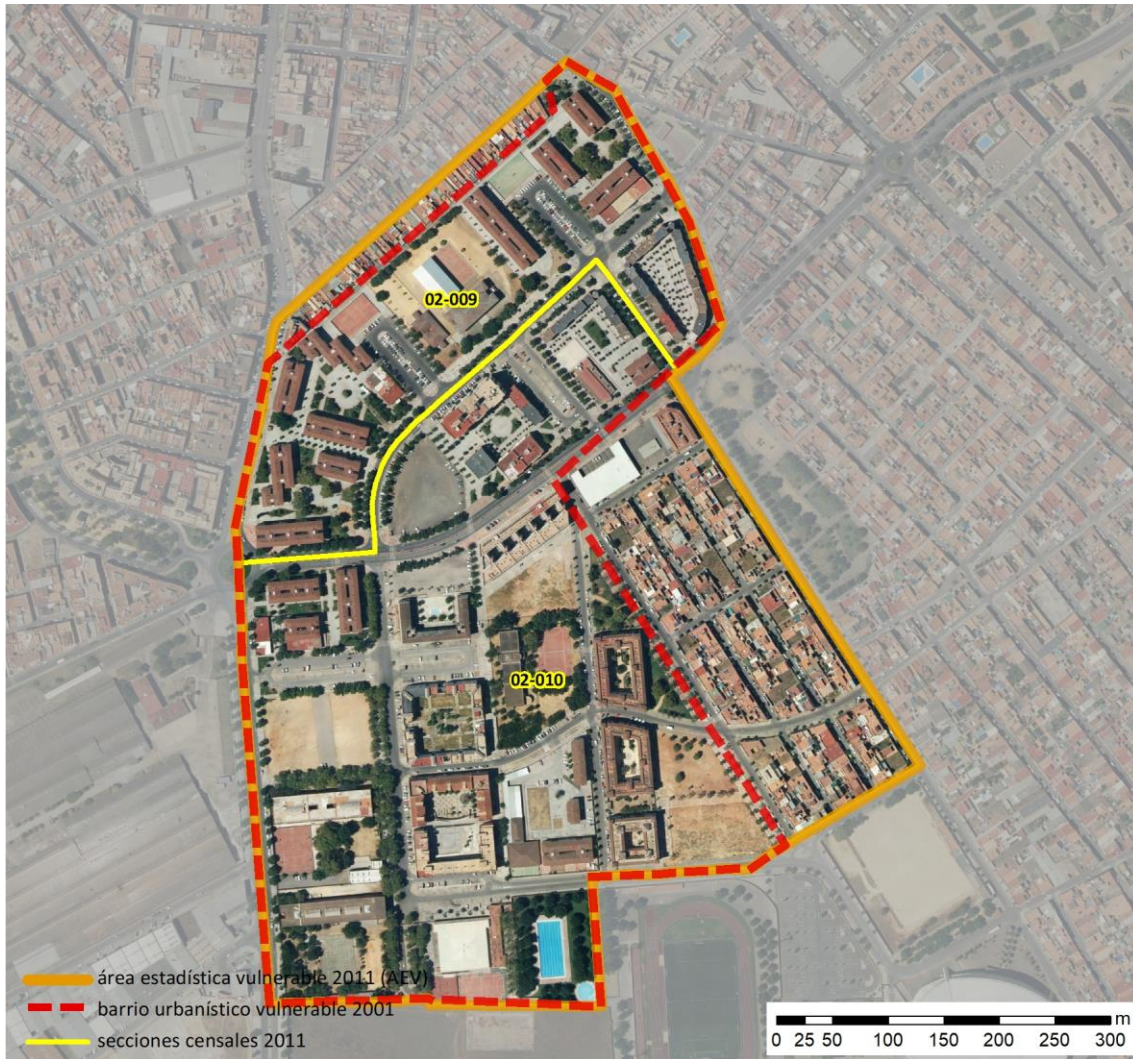 02-009
02-010
área estadística vulnerable 2011 (AEV)
barrio urbanístico vulnerable 2001
secciones censales 2011
m
0 25 50 100 150 200 250 300